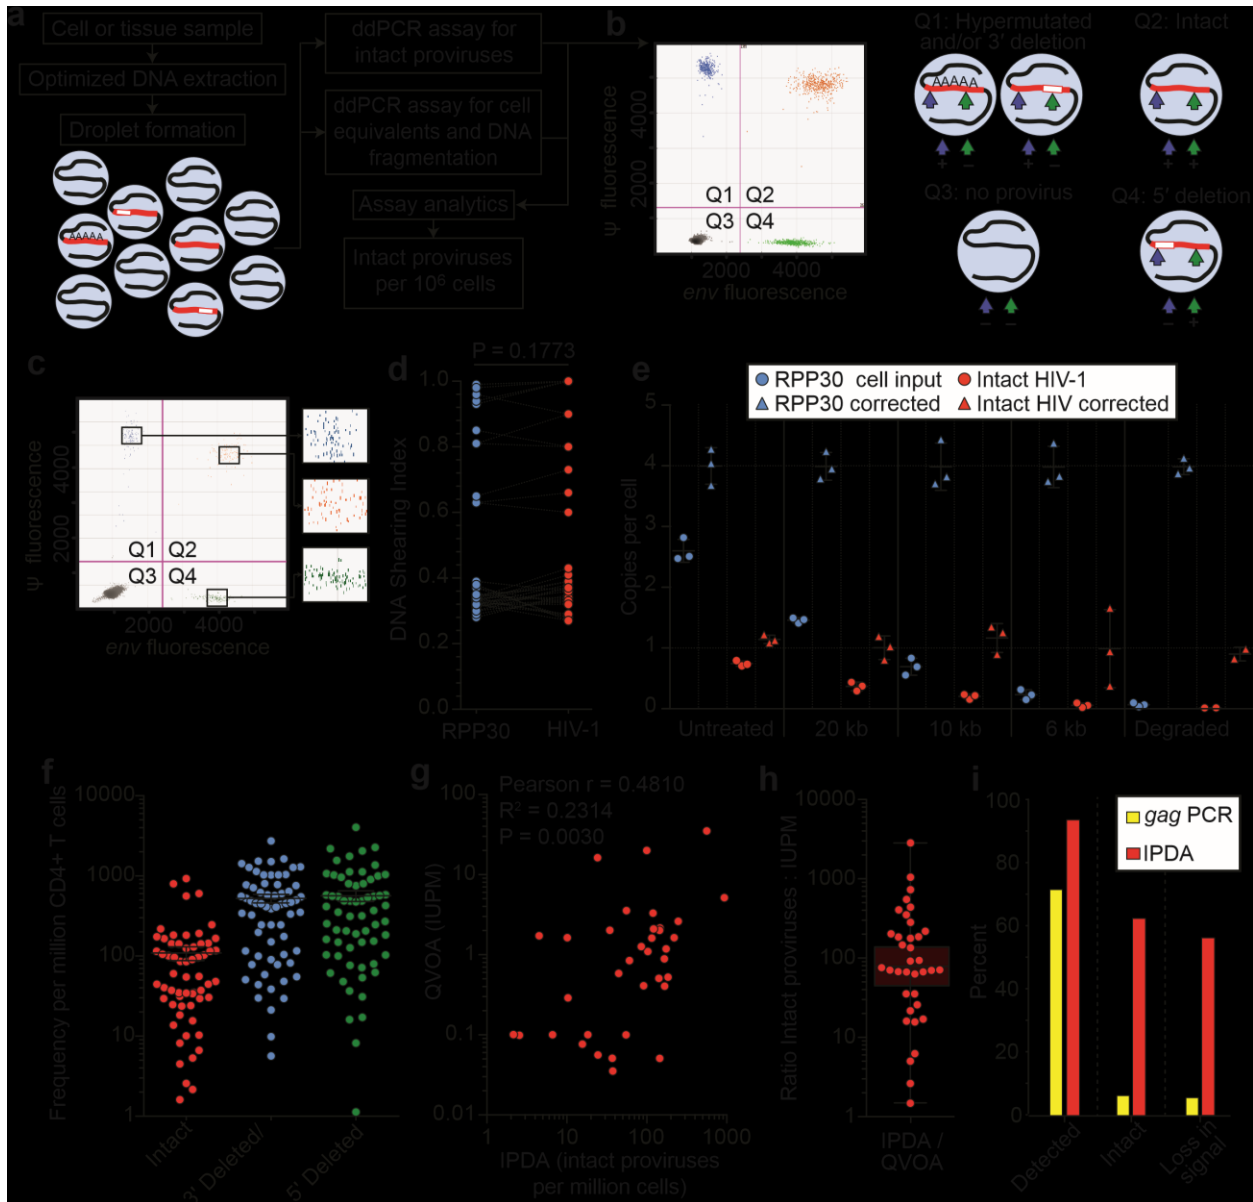 a
Cell or tissue sample
Optimized DNA extraction
Droplet formation
AAAAA
ddPCR assay for
intact proviruses
ddPCR assay for cell
equivalents and DNA
fragmentation
Assay analytics
Intact proviruses
per 10⁶ cells
b
Ψ fluorescence
4000
2000
Q1 Q2
Q3 Q4
2000 4000
env fluorescence
Q1: Hypermutated
and/or 3′ deletion
AAAAA
+ − + −
Q2: Intact
+ +
Q3: no provirus
− −
Q4: 5′ deletion
− +
c
Ψ fluorescence
4000
2000
Q1 Q2
Q3 Q4
2000 4000
env fluorescence
d
P = 0.1773
DNA Shearing Index
1.0
0.8
0.6
0.4
0.2
0.0
RPP30 HIV-1
e
RPP30 cell input Intact HIV-1
RPP30 corrected Intact HIV corrected
Copies per cell
5
4
3
2
1
0
Untreated 20 kb 10 kb 6 kb Degraded
f
Frequency per million CD4+ T cells
10000
1000
100
10
1
Intact
3′ Deleted/
5′ Deleted
g
Pearson r = 0.4810
R² = 0.2314
P = 0.0030
QVOA (IUPM)
100
10
1
0.1
0.01
1 10 100 1000
IPDA (intact proviruses
per million cells)
h
Ratio Intact proviruses : IUPM
10000
1000
100
10
1
IPDA /
QVOA
i
gag PCR
IPDA
Percent
100
80
60
40
20
0
Detected
Intact
Loss in
signal